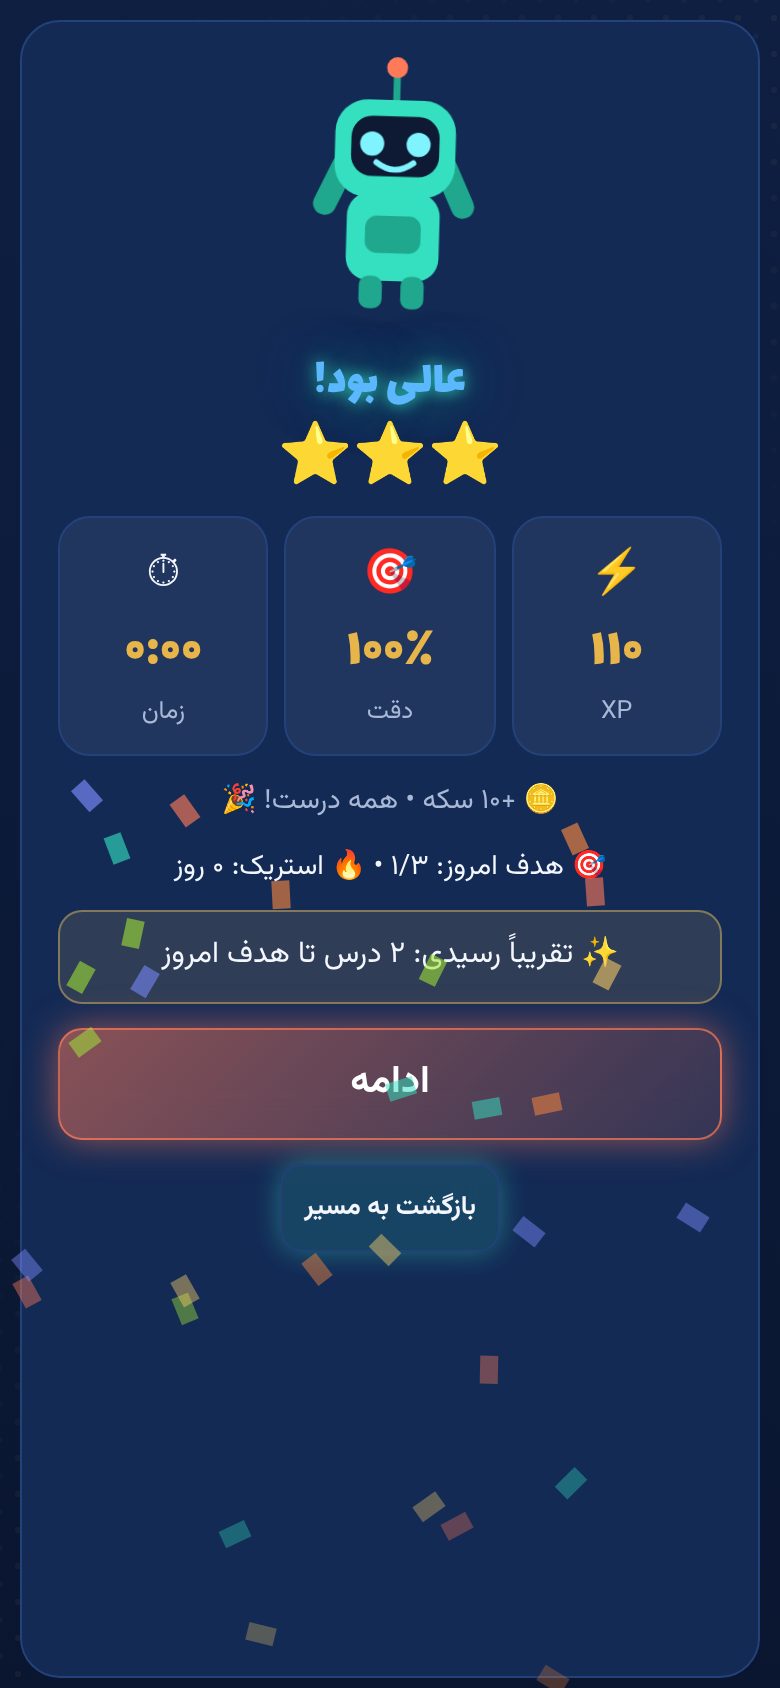 عالی بود!
۱۱۰
XP
۱۰۰٪
دقت
۰:۰۰
زمان
+۱۰ سکه • همه درست!
هدف امروز: ۱/۳ • استریک: ۰ روز
تقریباً رسیدی: ۲ درس تا هدف امروز
ادامه
بازگشت به مسیر